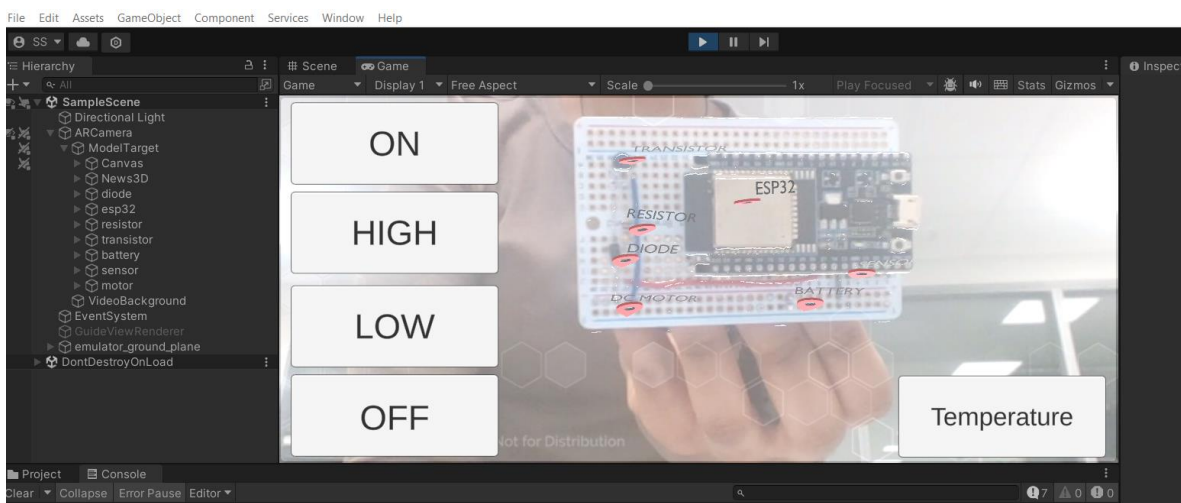 File Edit Assets GameObject Component Services Window Help
SS
Hierarchy
All
SampleScene
Directional Light
ARCamera
ModelTarget
Canvas
News3D
diode
esp32
resistor
transistor
battery
sensor
motor
VideoBackground
EventSystem
GuideViewRenderer
emulator_ground_plane
DontDestroyOnLoad
Scene Game
Game Display 1 Free Aspect Scale 1x Play Focused Stats Gizmos
Inspec
ON
HIGH
LOW
OFF
TRANSISTOR
ESP32
RESISTOR
DIODE
BATTERY
DC MOTOR
Temperature
Not for Distribution
Project Console
Clear Collapse Error Pause Editor
7 0 0